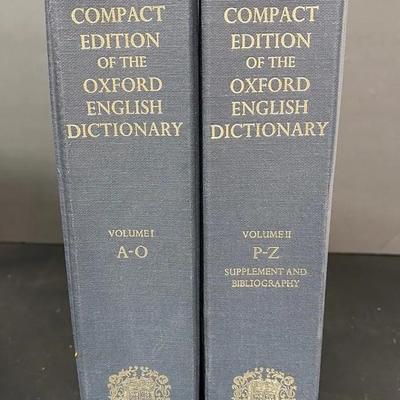 COMPACT
EDITION
OF THE
OXFORD
ENGLISH
DICTIONARY
VOLUME I
A-O
COMPACT
EDITION
OF THE
OXFORD
ENGLISH
DICTIONARY
VOLUME II
P-Z
SUPPLEMENT AND
BIBLIOGRAPHY